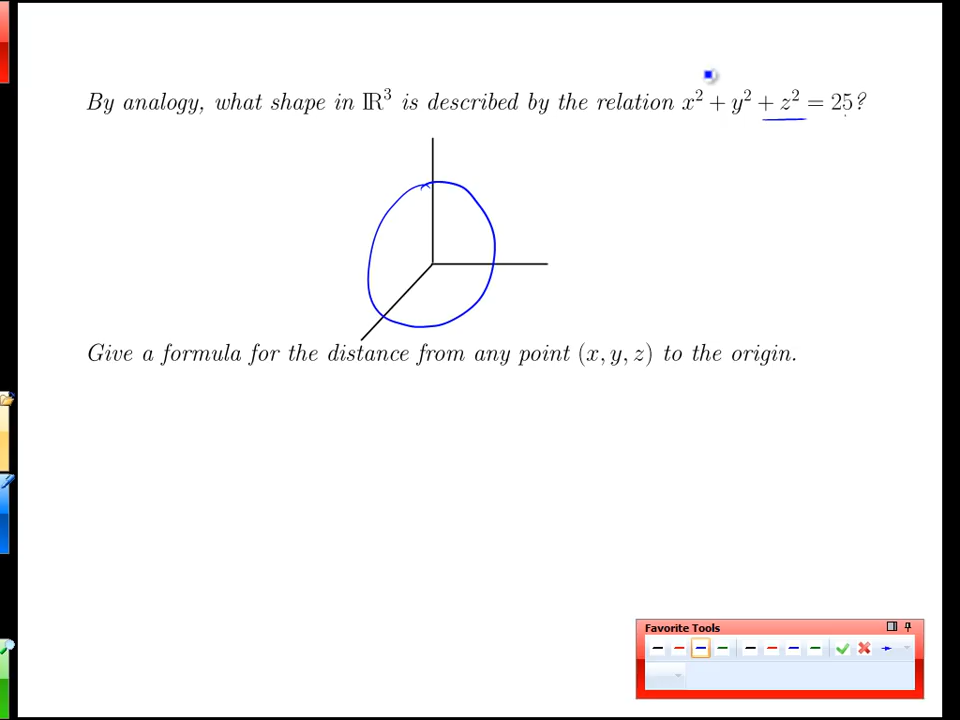 By analogy, what shape in ℝ³ is described by the relation x² + y² + z² = 25?
Give a formula for the distance from any point (x, y, z) to the origin.
Favorite Tools